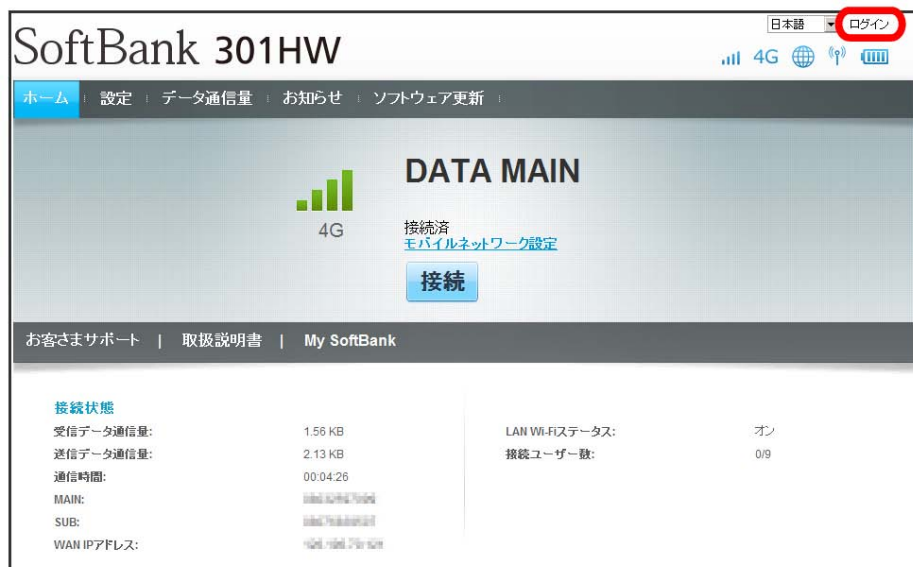 日本語 ログイン
SoftBank 301HW
4G
ホーム 設定 データ通信量 お知らせ ソフトウェア更新
DATA MAIN
4G
接続済
モバイルネットワーク設定
接続
お客さまサポート | 取扱説明書 | My SoftBank
接続状態
受信データ通信量: 1.56 KB LAN Wi-Fiステータス: オン
送信データ通信量: 2.13 KB 接続ユーザー数: 0/9
通信時間: 00:04:26
MAIN:
SUB:
WAN IPアドレス: